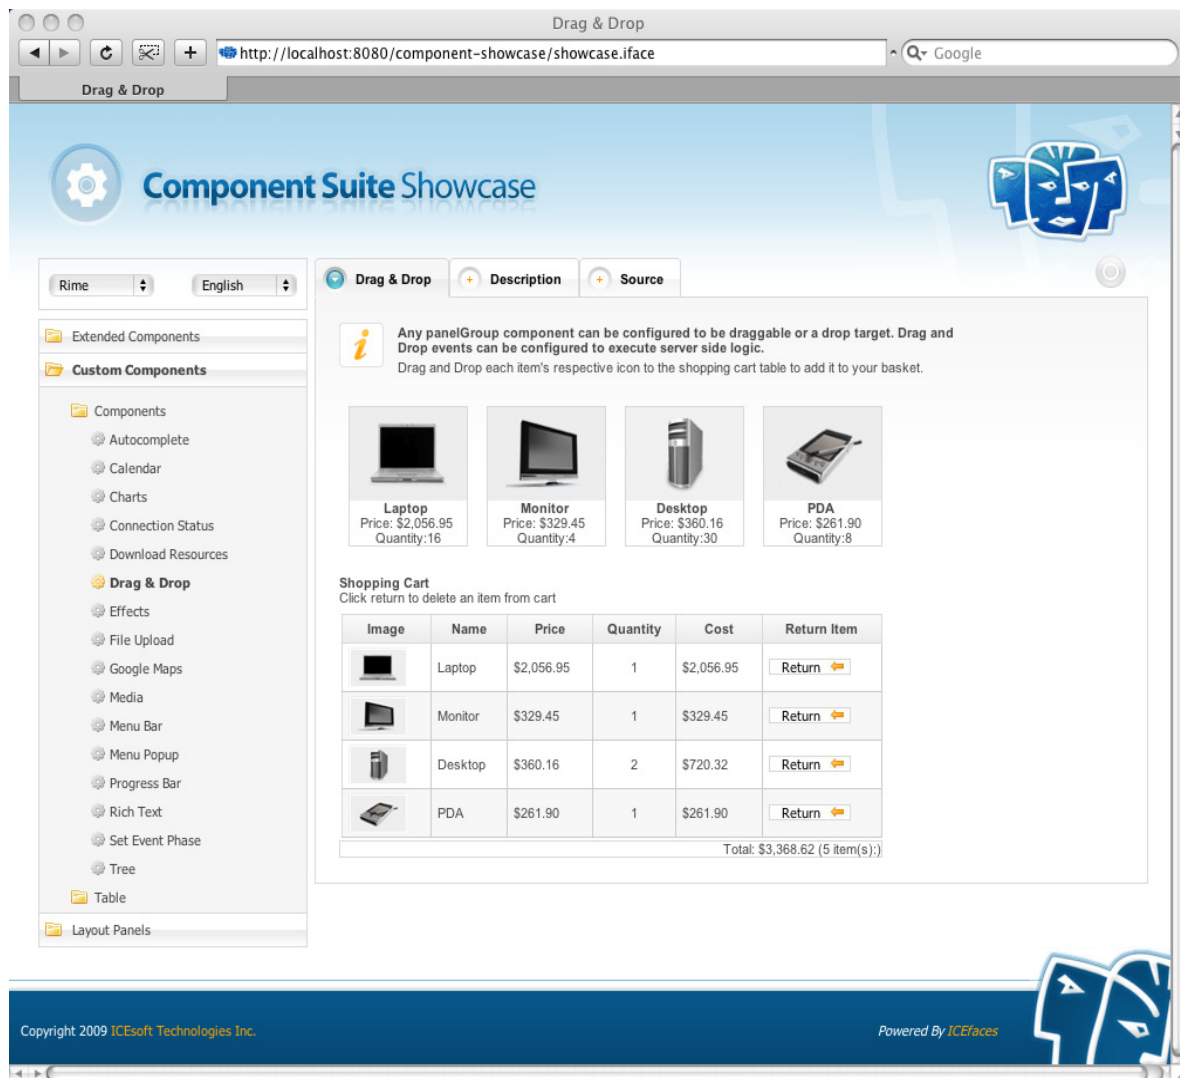 Drag & Drop
http://localhost:8080/component-showcase/showcase.iface
Google
Drag & Drop
Component Suite Showcase
Rime
English
Drag & Drop
Description
Source
Extended Components
Custom Components
Components
Autocomplete
Calendar
Charts
Connection Status
Download Resources
Drag & Drop
Effects
File Upload
Google Maps
Media
Menu Bar
Menu Popup
Progress Bar
Rich Text
Set Event Phase
Tree
Table
Layout Panels
Any panelGroup component can be configured to be draggable or a drop target. Drag and
Drop events can be configured to execute server side logic.
Drag and Drop each item's respective icon to the shopping cart table to add it to your basket.
Laptop
Price: $2,056.95
Quantity:16
Monitor
Price: $329.45
Quantity:4
Desktop
Price: $360.16
Quantity:30
PDA
Price: $261.90
Quantity:8
Shopping Cart
Click return to delete an item from cart
Image Name Price Quantity Cost Return Item
Laptop $2,056.95 1 $2,056.95 Return
Monitor $329.45 1 $329.45 Return
Desktop $360.16 2 $720.32 Return
PDA $261.90 1 $261.90 Return
Total: $3,368.62 (5 item(s):)
Copyright 2009 ICEsoft Technologies Inc.
Powered By ICEfaces